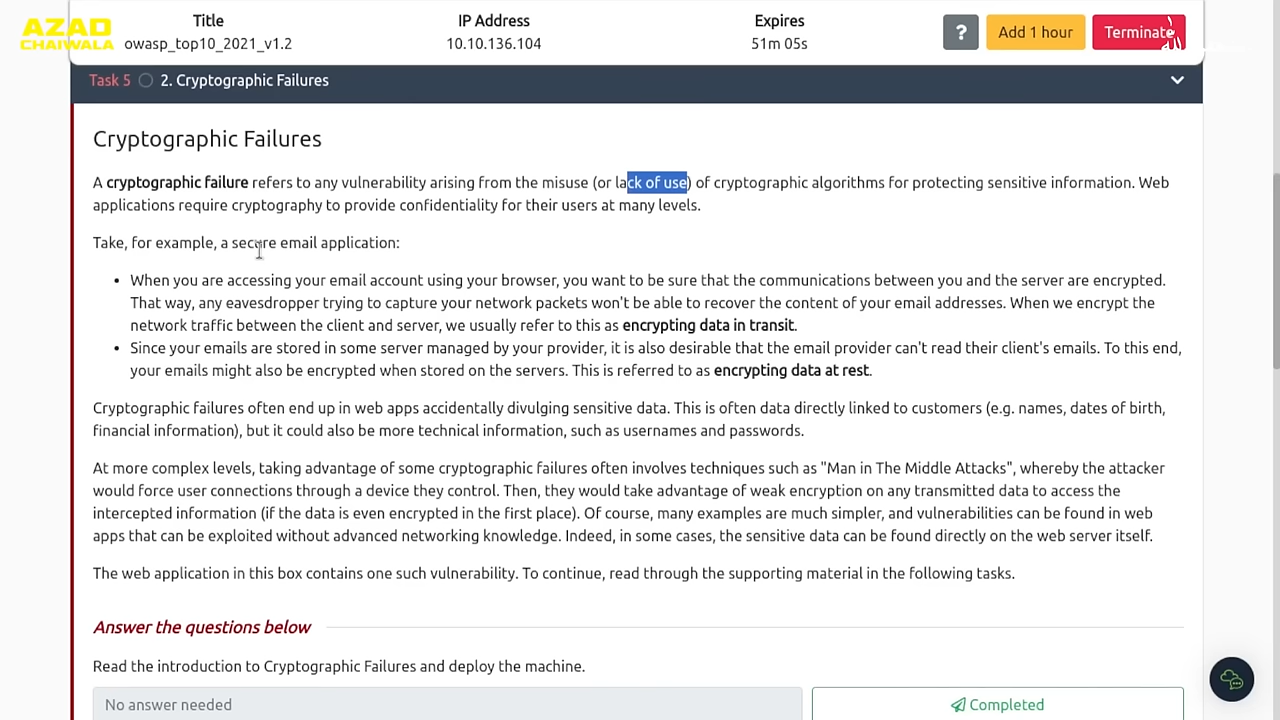 AZAD
CHAIWALA
Title
owasp_top10_2021_v1.2
IP Address
10.10.136.104
Expires
51m 05s
?
Add 1 hour
Terminate
Task 5
2. Cryptographic Failures
Cryptographic Failures
A cryptographic failure refers to any vulnerability arising from the misuse (or lack of use) of cryptographic algorithms for protecting sensitive information. Web
applications require cryptography to provide confidentiality for their users at many levels.
Take, for example, a secure email application:
• When you are accessing your email account using your browser, you want to be sure that the communications between you and the server are encrypted.
That way, any eavesdropper trying to capture your network packets won't be able to recover the content of your email addresses. When we encrypt the
network traffic between the client and server, we usually refer to this as encrypting data in transit.
• Since your emails are stored in some server managed by your provider, it is also desirable that the email provider can't read their client's emails. To this end,
your emails might also be encrypted when stored on the servers. This is referred to as encrypting data at rest.
Cryptographic failures often end up in web apps accidentally divulging sensitive data. This is often data directly linked to customers (e.g. names, dates of birth,
financial information), but it could also be more technical information, such as usernames and passwords.
At more complex levels, taking advantage of some cryptographic failures often involves techniques such as "Man in The Middle Attacks", whereby the attacker
would force user connections through a device they control. Then, they would take advantage of weak encryption on any transmitted data to access the
intercepted information (if the data is even encrypted in the first place). Of course, many examples are much simpler, and vulnerabilities can be found in web
apps that can be exploited without advanced networking knowledge. Indeed, in some cases, the sensitive data can be found directly on the web server itself.
The web application in this box contains one such vulnerability. To continue, read through the supporting material in the following tasks.
Answer the questions below
Read the introduction to Cryptographic Failures and deploy the machine.
No answer needed
Completed